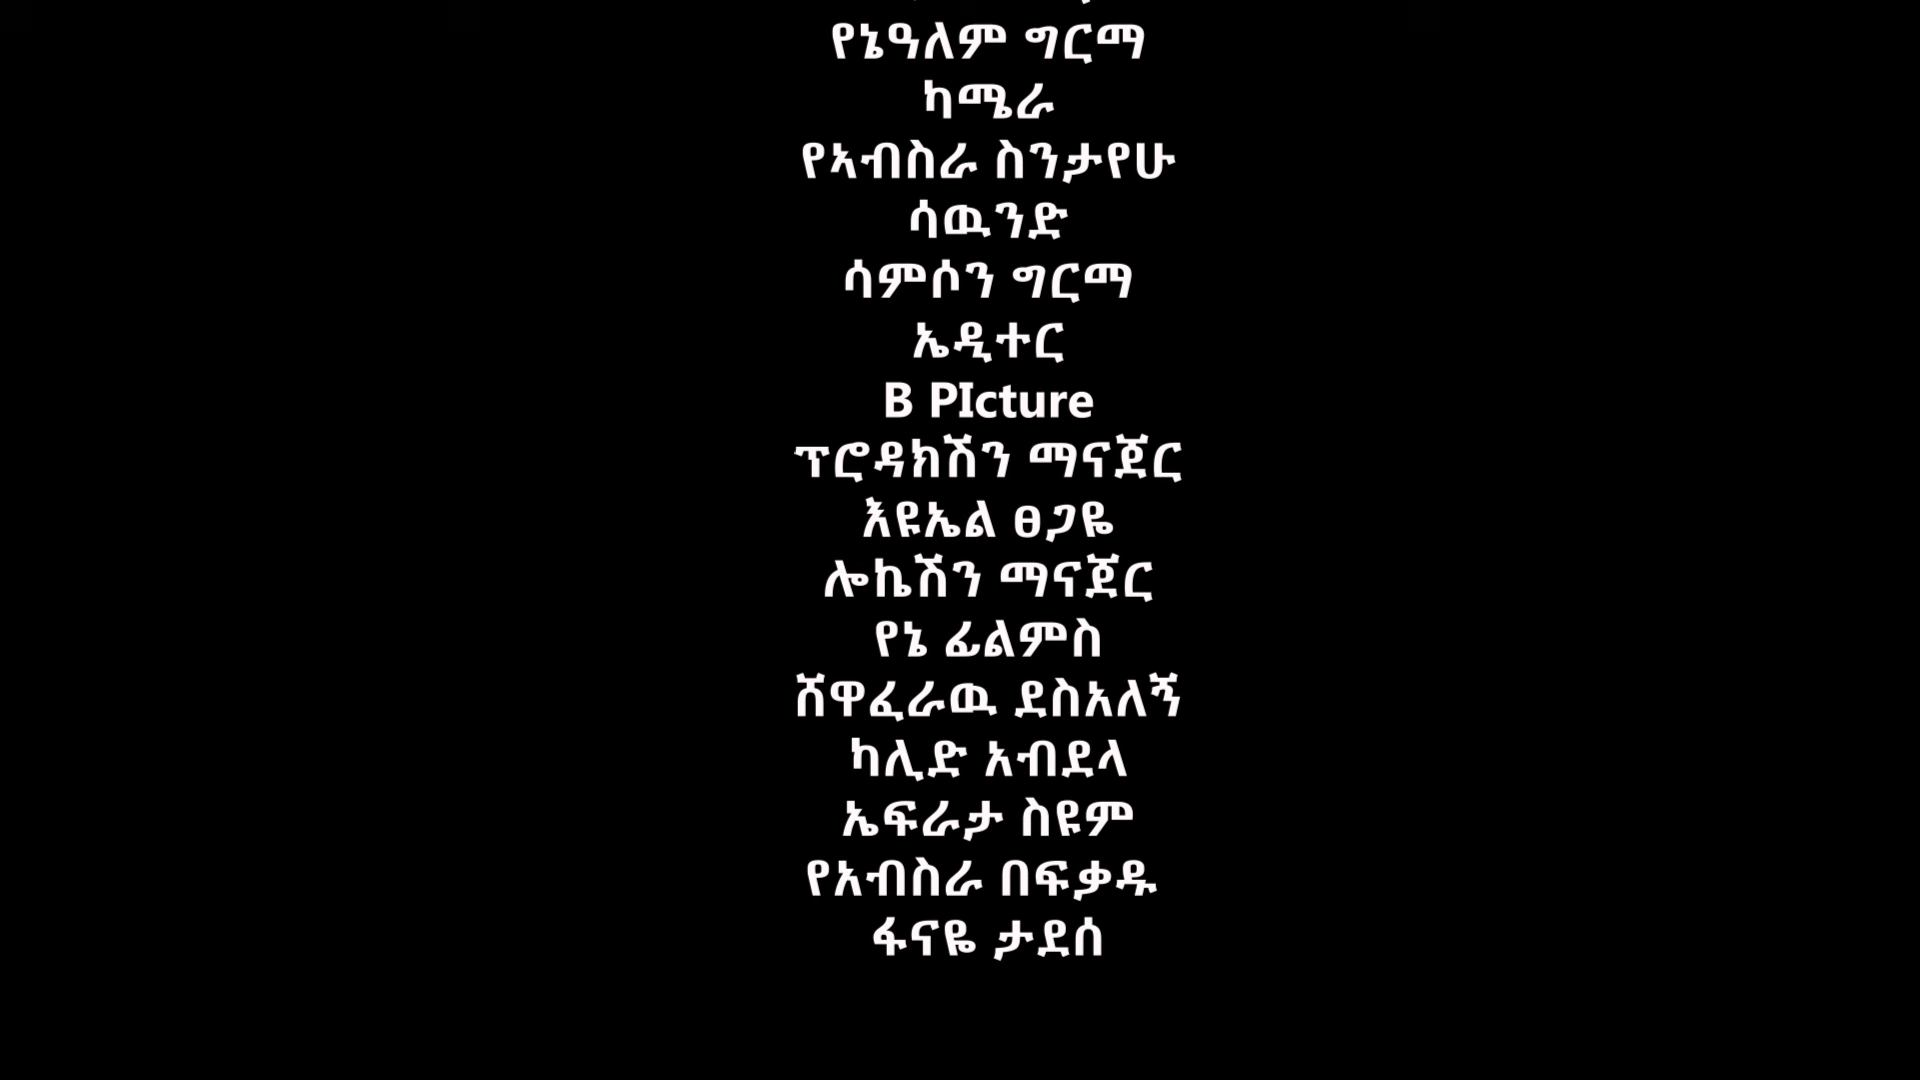 የኔዓለም ግርማ
ካሜራ
የኣብስራ ስንታየሁ
ሳዉንድ
ሳምሶን ግርማ
ኤዲተር
B PIcture
ፕሮዳክሽን ማናጀር
እዩኤል ፀጋዬ
ሎኬሽን ማናጀር
የኔ ፊልምስ
ሽዋፈራዉ ደስአለኝ
ካሊድ አብደላ
ኤፍራታ ስዩም
የአብስራ በፍቃዱ
ፋናዬ ታደሰ